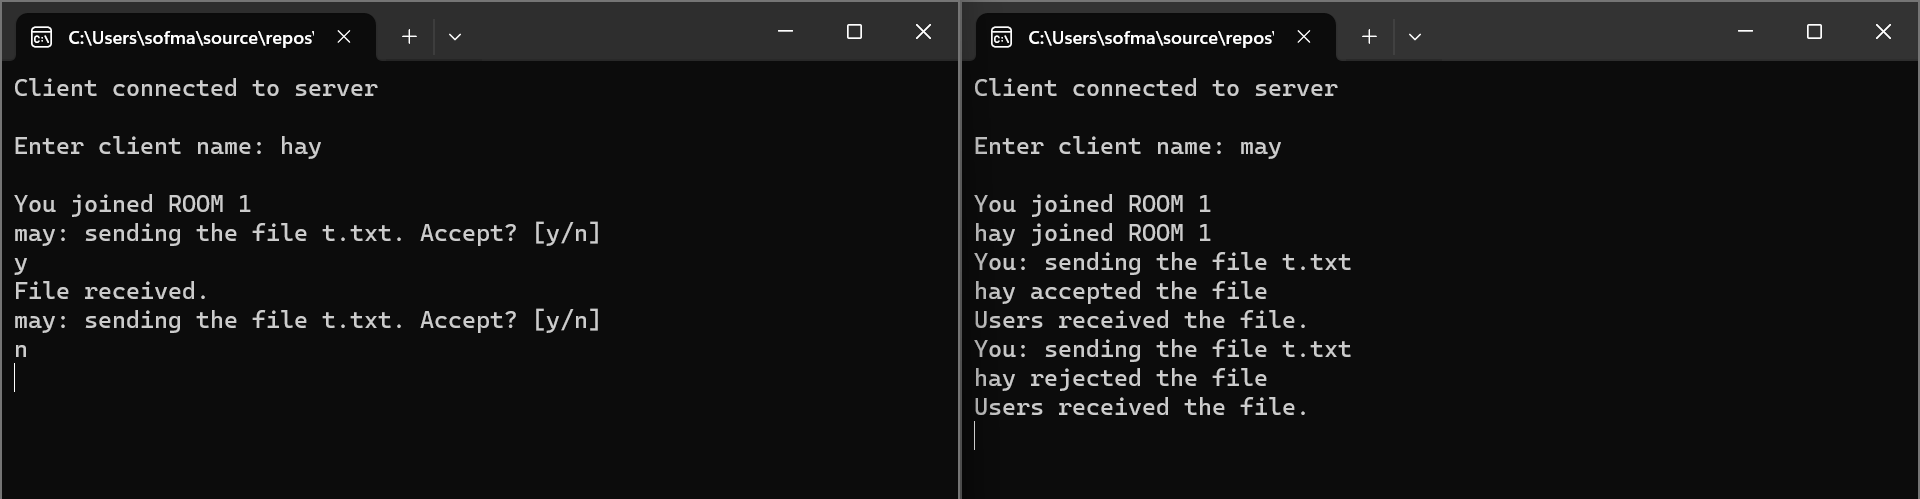 C:\Users\sofma\source\repos'
Client connected to server
Enter client name: hay
You joined ROOM 1
may: sending the file t.txt. Accept? [y/n]
y
File received.
may: sending the file t.txt. Accept? [y/n]
n
C:\Users\sofma\source\repos'
Client connected to server
Enter client name: may
You joined ROOM 1
hay joined ROOM 1
You: sending the file t.txt
hay accepted the file
Users received the file.
You: sending the file t.txt
hay rejected the file
Users received the file.